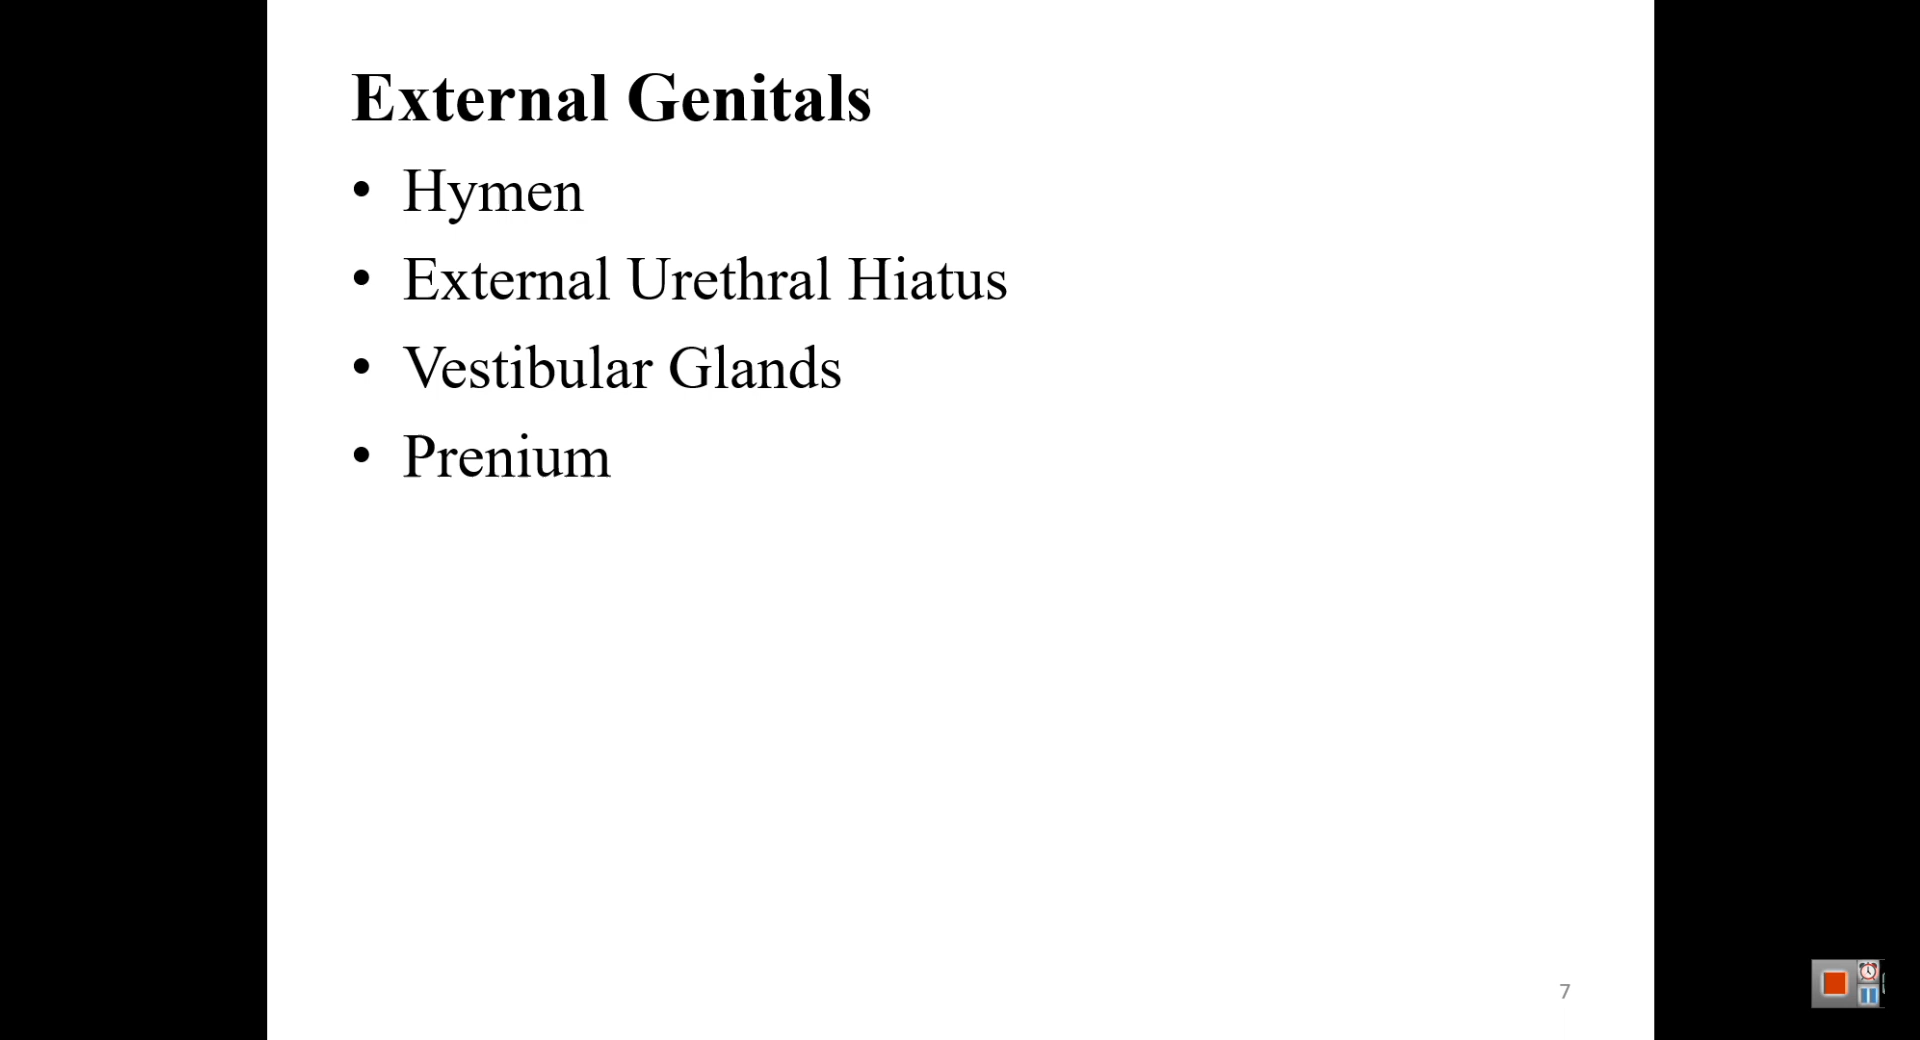 External Genitals
• Hymen
• External Urethral Hiatus
• Vestibular Glands
• Prenium
7